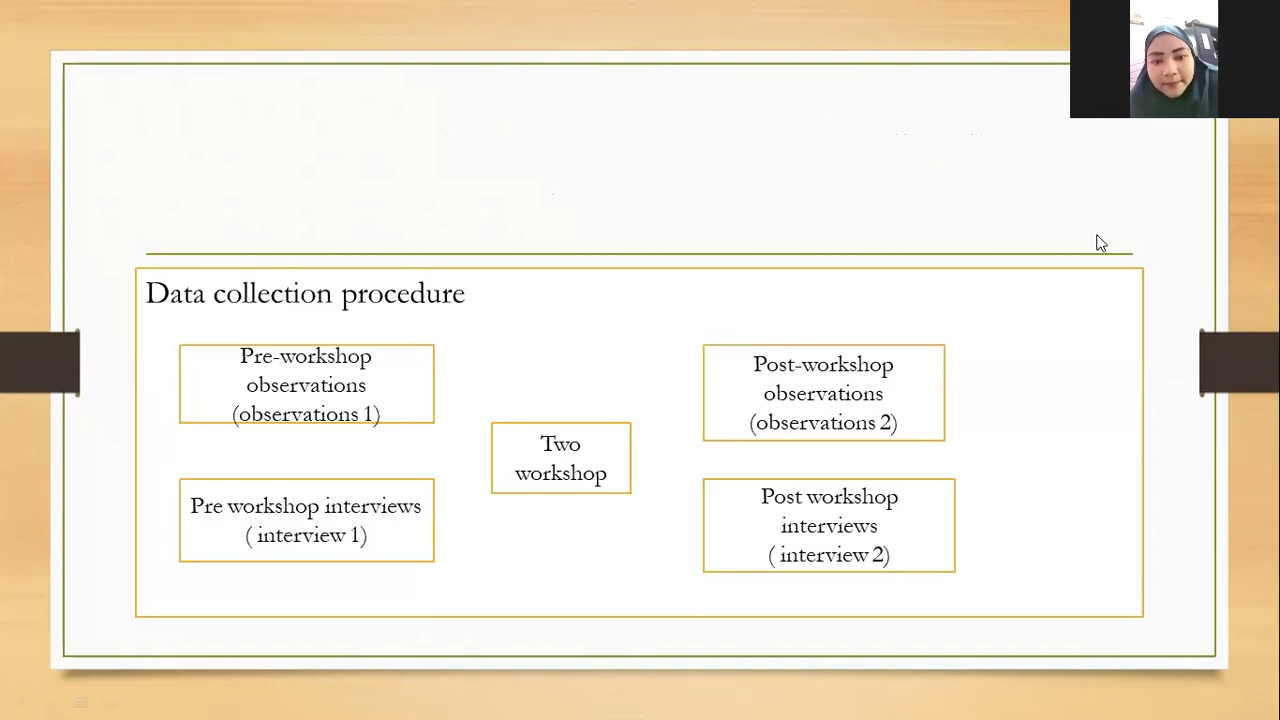 Data collection procedure
Pre-workshop
observations
(observations 1)
Pre workshop interviews
( interview 1)
Two
workshop
Post-workshop
observations
(observations 2)
Post workshop
interviews
( interview 2)